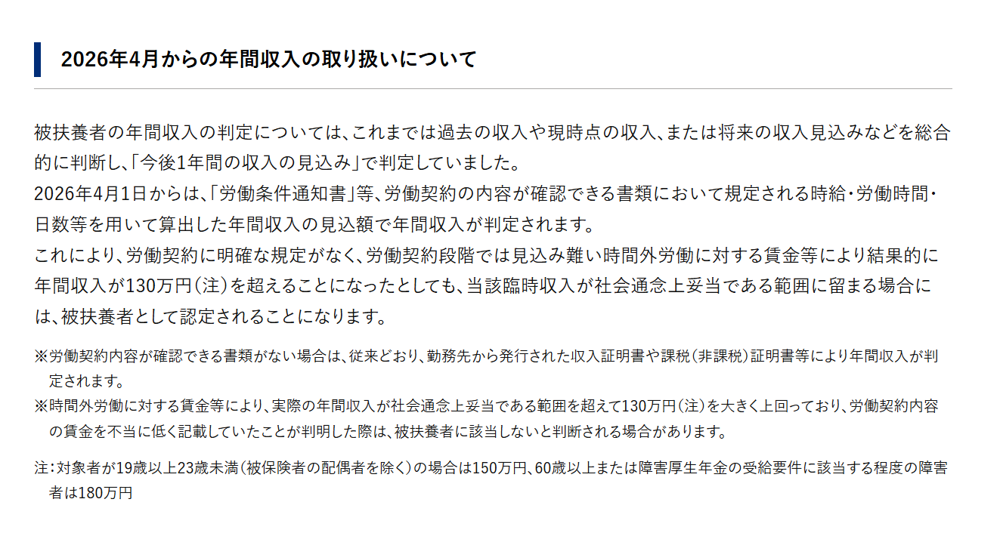 2026年4月からの年間収入の取り扱いについて
被扶養者の年間収入の判定については、これまでは過去の収入や現時点の収入、または将来の収入見込みなどを総合
的に判断し、「今後1年間の収入の見込み」で判定していました。
2026年4月1日からは、「労働条件通知書」等、労働契約の内容が確認できる書類において規定される時給・労働時間・
日数等を用いて算出した年間収入の見込額で年間収入が判定されます。
これにより、労働契約に明確な規定がなく、労働契約段階では見込み難い時間外労働に対する賃金等により結果的に
年間収入が130万円（注）を超えることになったとしても、当該臨時収入が社会通念上妥当である範囲に留まる場合に
は、被扶養者として認定されることになります。
※労働契約内容が確認できる書類がない場合は、従来どおり、勤務先から発行された収入証明書や課税（非課税）証明書等により年間収入が判
定されます。
※時間外労働に対する賃金等により、実際の年間収入が社会通念上妥当である範囲を超えて130万円（注）を大きく上回っており、労働契約内容
の賃金を不当に低く記載していたことが判明した際は、被扶養者に該当しないと判断される場合があります。
注：対象者が19歳以上23歳未満（被保険者の配偶者を除く）の場合は150万円、60歳以上または障害厚生年金の受給要件に該当する程度の障害
者は180万円